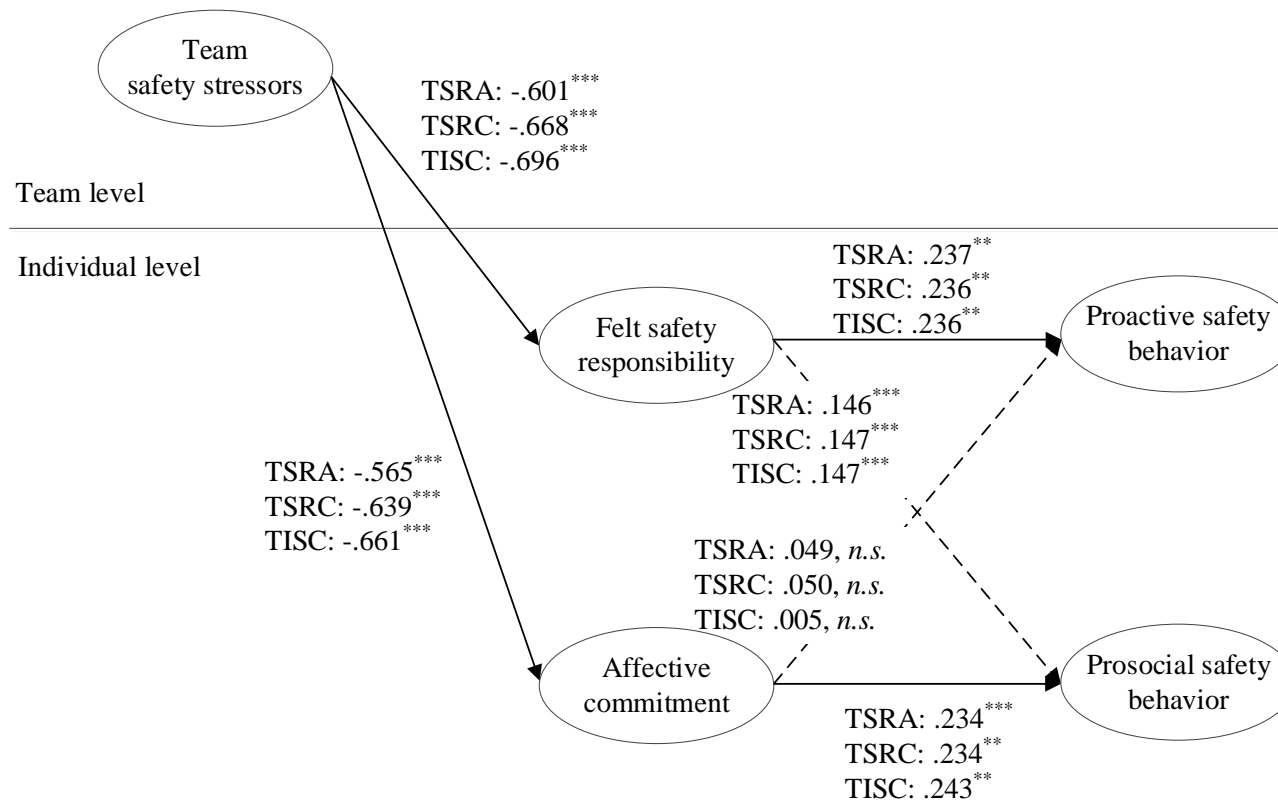 Team
safety stressors
TSRA: -.601***
TSRC: -.668***
TISC: -.696***
Team level
Individual level
TSRA: .237**
TSRC: .236**
TISC: .236**
Felt safety
responsibility
Proactive safety
behavior
TSRA: .146***
TSRC: .147***
TISC: .147***
TSRA: -.565***
TSRC: -.639***
TISC: -.661***
TSRA: .049, n.s.
TSRC: .050, n.s.
TISC: .005, n.s.
Affective
commitment
Prosocial safety
behavior
TSRA: .234***
TSRC: .234**
TISC: .243**